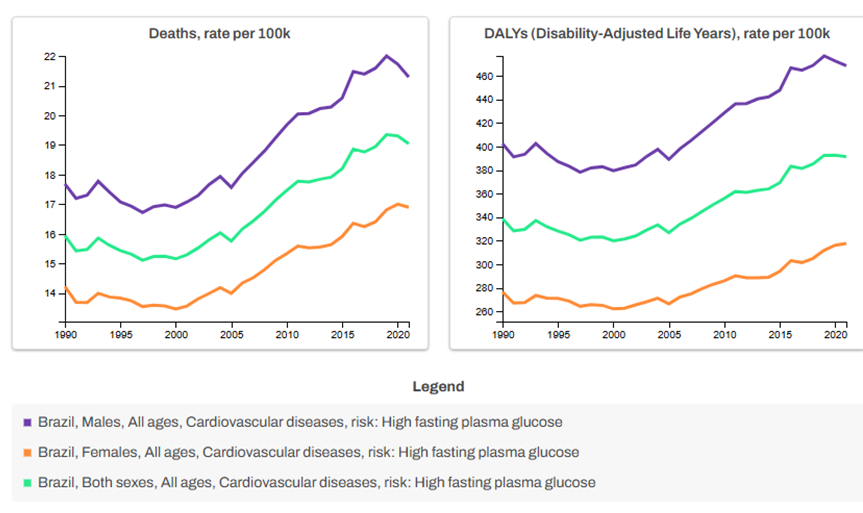 Deaths, rate per 100k
22
21
20
19
18
17
16
15
14
1990 1995 2000 2005 2010 2015 2020
DALYs (Disability-Adjusted Life Years), rate per 100k
460
440
420
400
380
360
340
320
300
280
260
1990 1995 2000 2005 2010 2015 2020
Legend
Brazil, Males, All ages, Cardiovascular diseases, risk: High fasting plasma glucose
Brazil, Females, All ages, Cardiovascular diseases, risk: High fasting plasma glucose
Brazil, Both sexes, All ages, Cardiovascular diseases, risk: High fasting plasma glucose